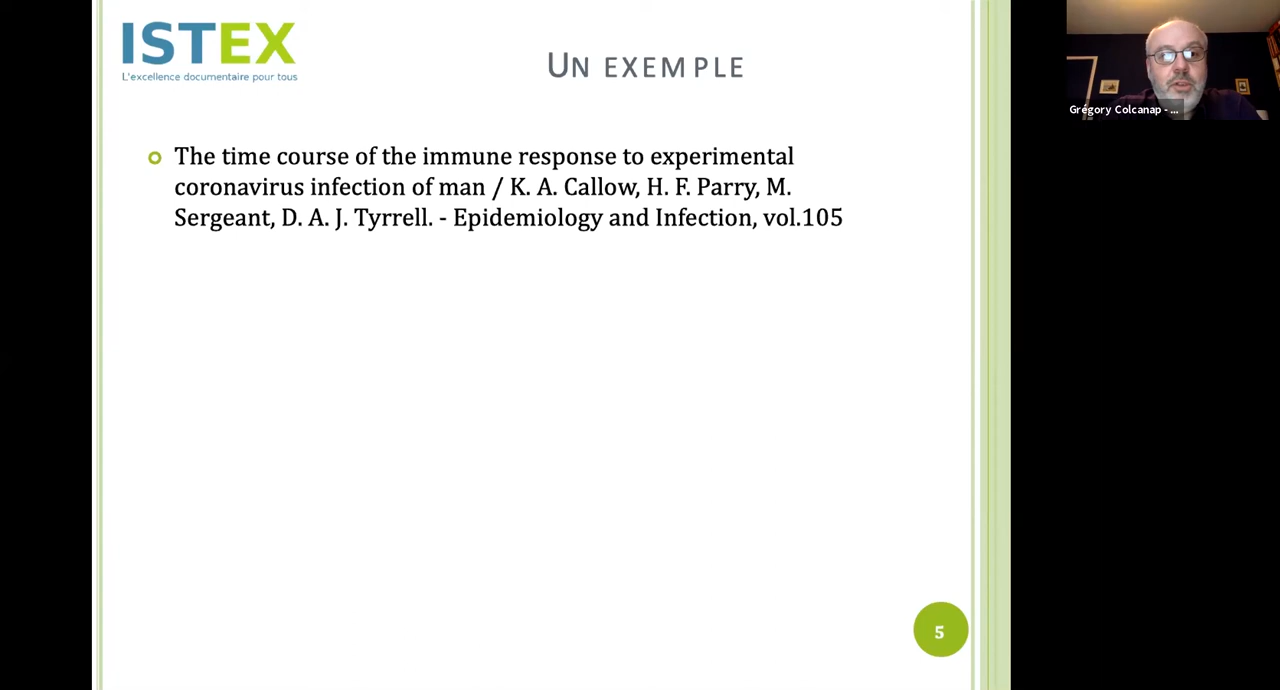 ISTEX
L'excellence documentaire pour tous
UN EXEMPLE
The time course of the immune response to experimental
coronavirus infection of man / K. A. Callow, H. F. Parry, M.
Sergeant, D. A. J. Tyrrell. - Epidemiology and Infection, vol.105
5
Grégory Colcanap - ...